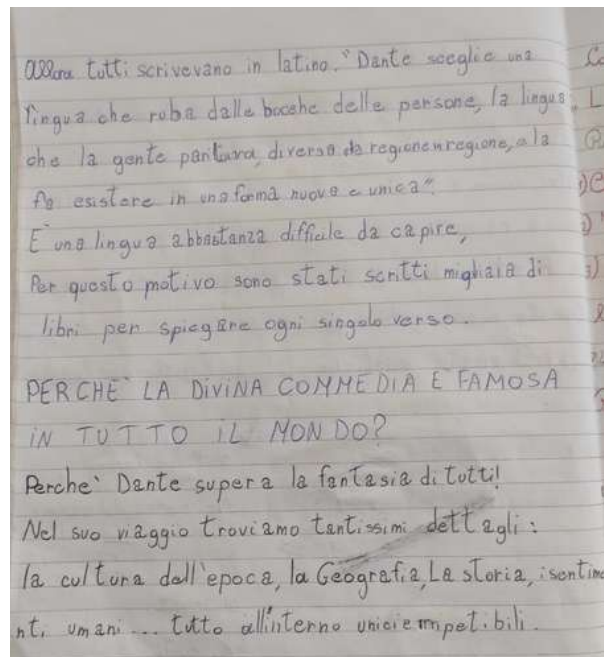 allora tutti scrivevano in latino. "Dante sceglie una
lingua che ruba dalle bocche delle persone, la lingua
che la gente parlava, diversa da regione in regione, e la
fa esistere in una forma nuova e unica".
E' una lingua abbastanza difficile da capire,
Per questo motivo sono stati scritti migliaia di
libri per spiegare ogni singolo verso.
PERCHE' LA DIVINA COMMEDIA E' FAMOSA
IN TUTTO IL MONDO?
Perche' Dante supera la fantasia di tutti!
Nel suo viaggio troviamo tantissimi dettagli:
la cultura dell'epoca, la Geografia, La storia, i sentime
nti umani... tutto all'interno